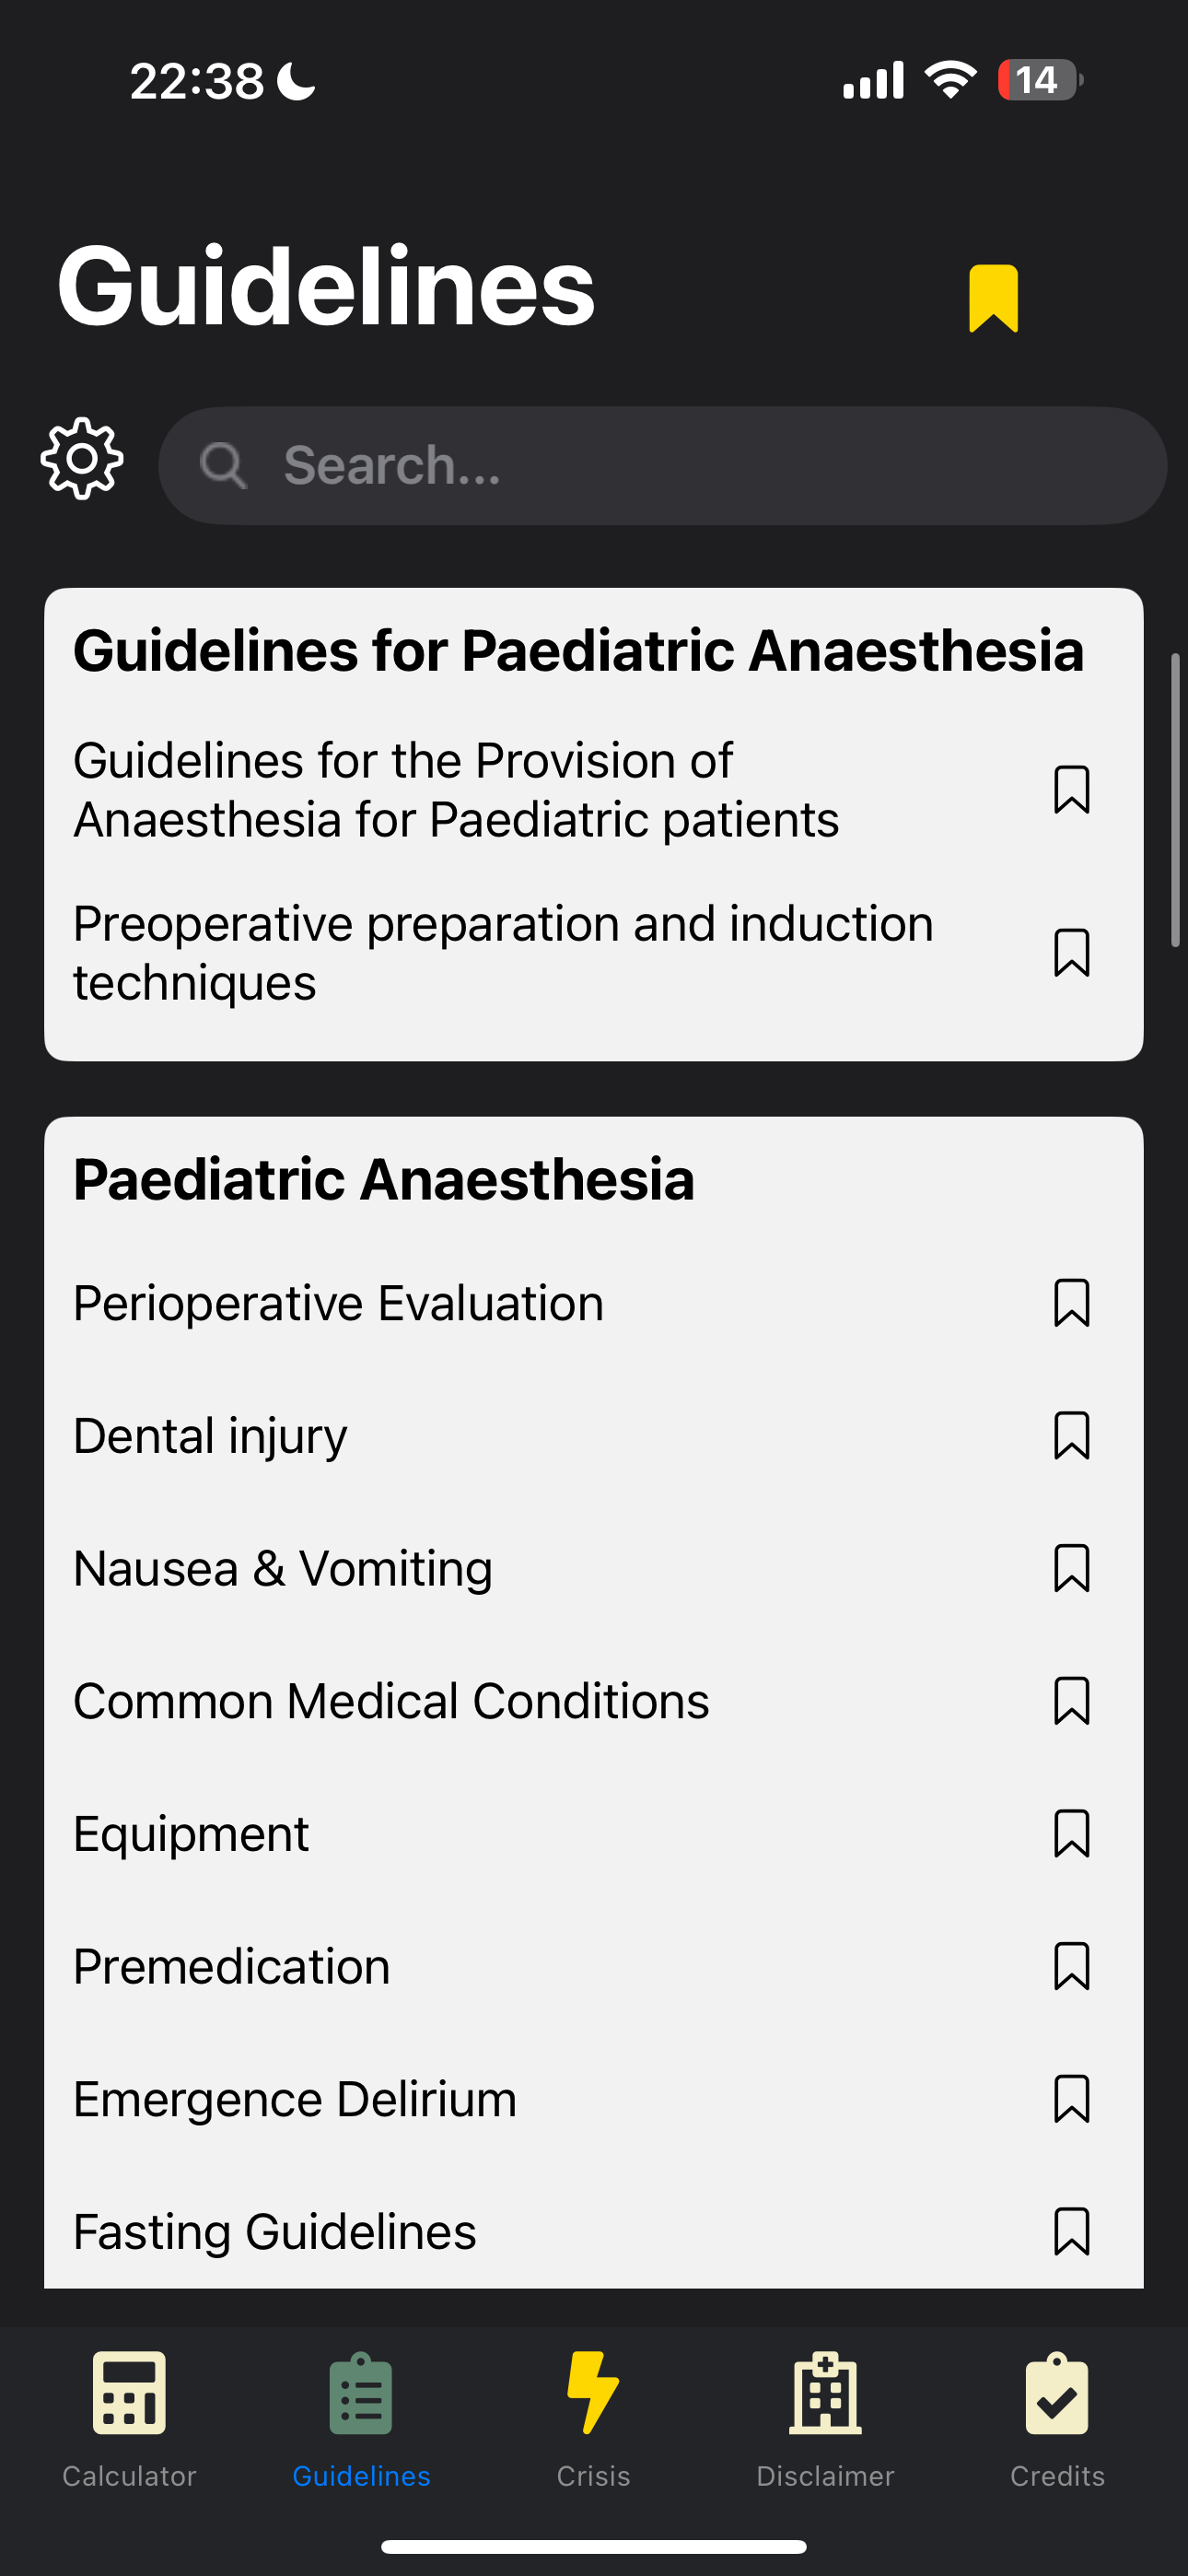 22:38
14
Guidelines
Search...
Guidelines for Paediatric Anaesthesia
Guidelines for the Provision of
Anaesthesia for Paediatric patients
Preoperative preparation and induction
techniques
Paediatric Anaesthesia
Perioperative Evaluation
Dental injury
Nausea & Vomiting
Common Medical Conditions
Equipment
Premedication
Emergence Delirium
Fasting Guidelines
Calculator
Guidelines
Crisis
Disclaimer
Credits